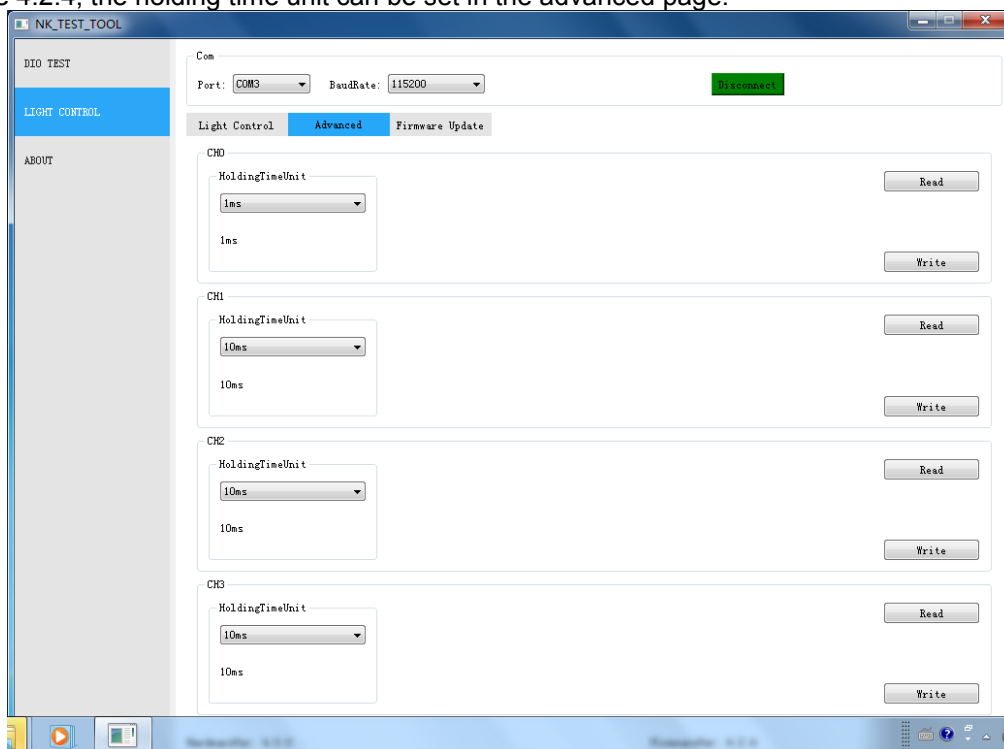 4.2.4, the holding time unit can be set in the advanced page.
NK_TEST_TOOL
DIO TEST
LIGHT CONTROL
ABOUT
Com
Port: COM3 BaudRate: 115200 Disconnect
Light Control Advanced Firmware Update
CH0
HoldingTimeUnit
1ms
1ms
Read
Write
CH1
HoldingTimeUnit
10ms
10ms
Read
Write
CH2
HoldingTimeUnit
10ms
10ms
Read
Write
CH3
HoldingTimeUnit
10ms
10ms
Read
Write